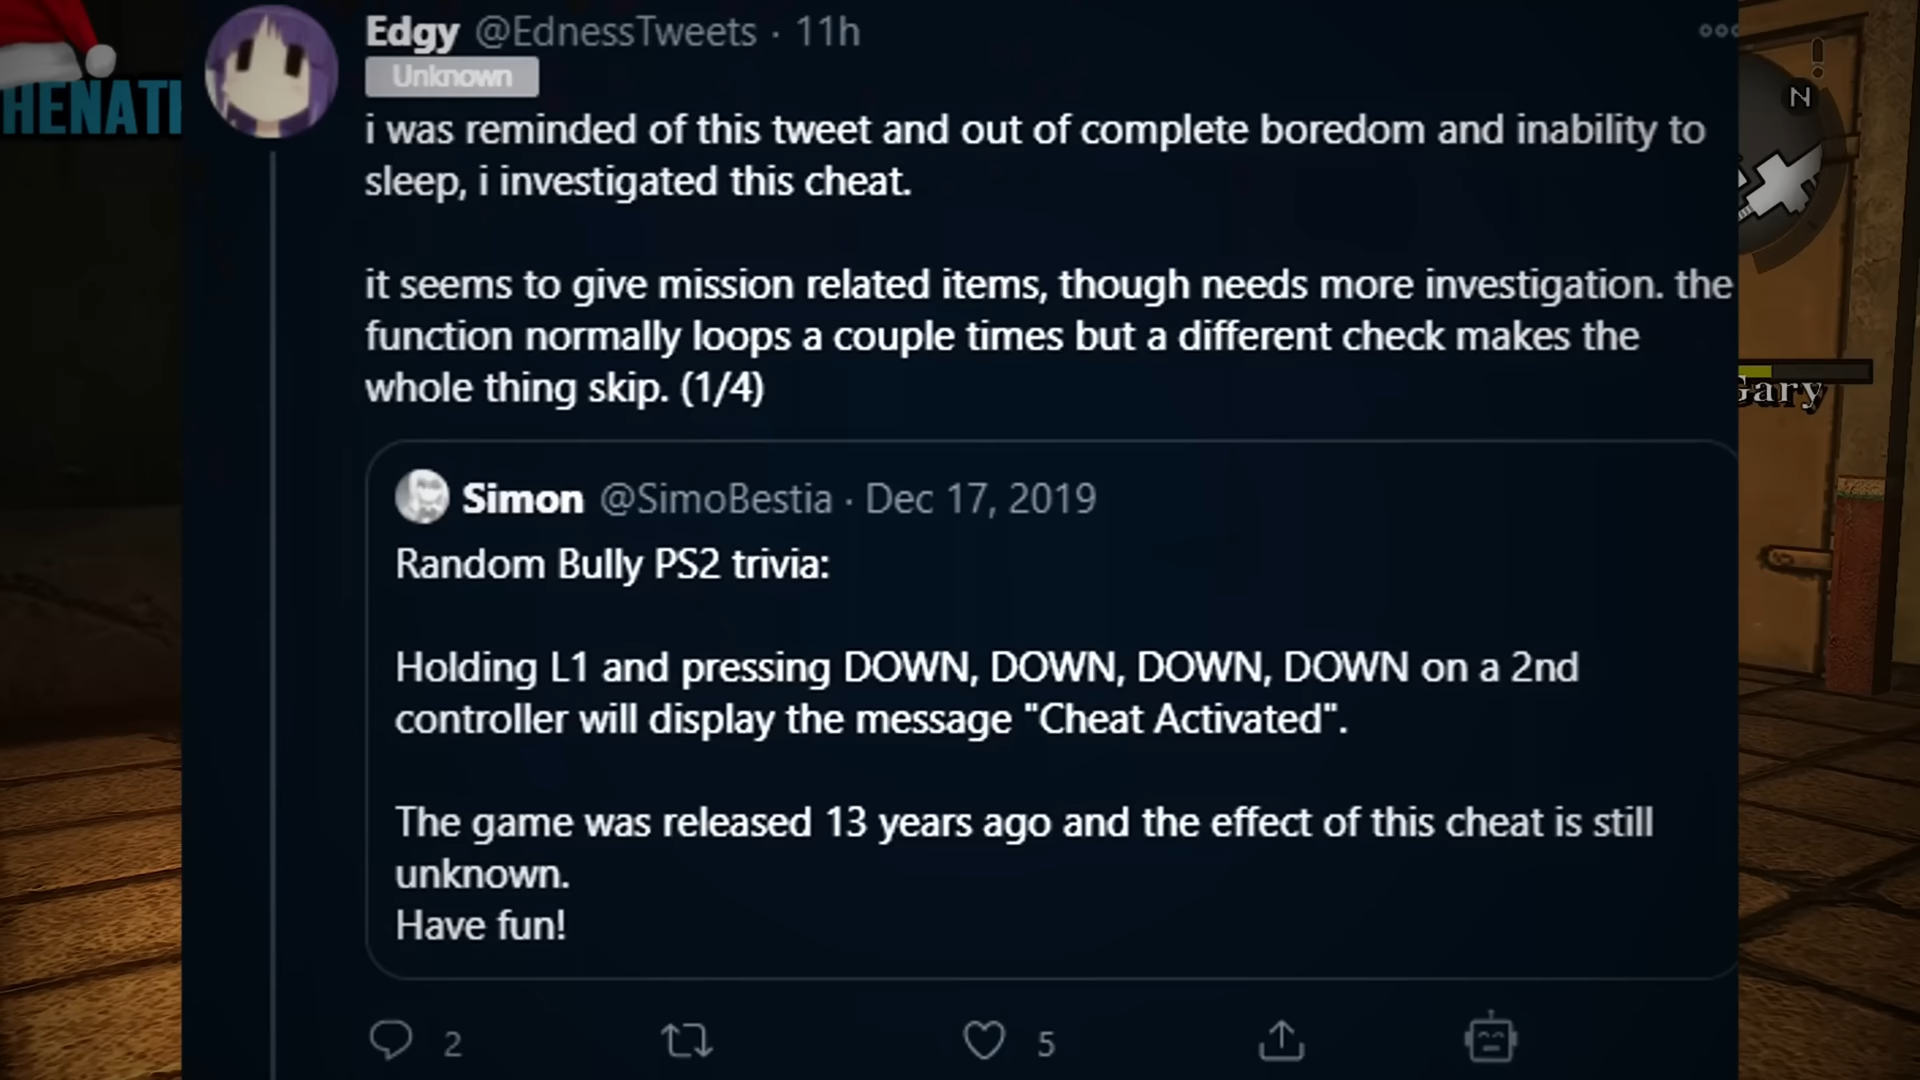 Edgy @EdnessTweets · 11h
Unknown
i was reminded of this tweet and out of complete boredom and inability to
sleep, i investigated this cheat.
it seems to give mission related items, though needs more investigation. the
function normally loops a couple times but a different check makes the
whole thing skip. (1/4)
Simon @SimoBestia · Dec 17, 2019
Random Bully PS2 trivia:
Holding L1 and pressing DOWN, DOWN, DOWN, DOWN on a 2nd
controller will display the message "Cheat Activated".
The game was released 13 years ago and the effect of this cheat is still
unknown.
Have fun!
2
5
HENATI
N
Gary